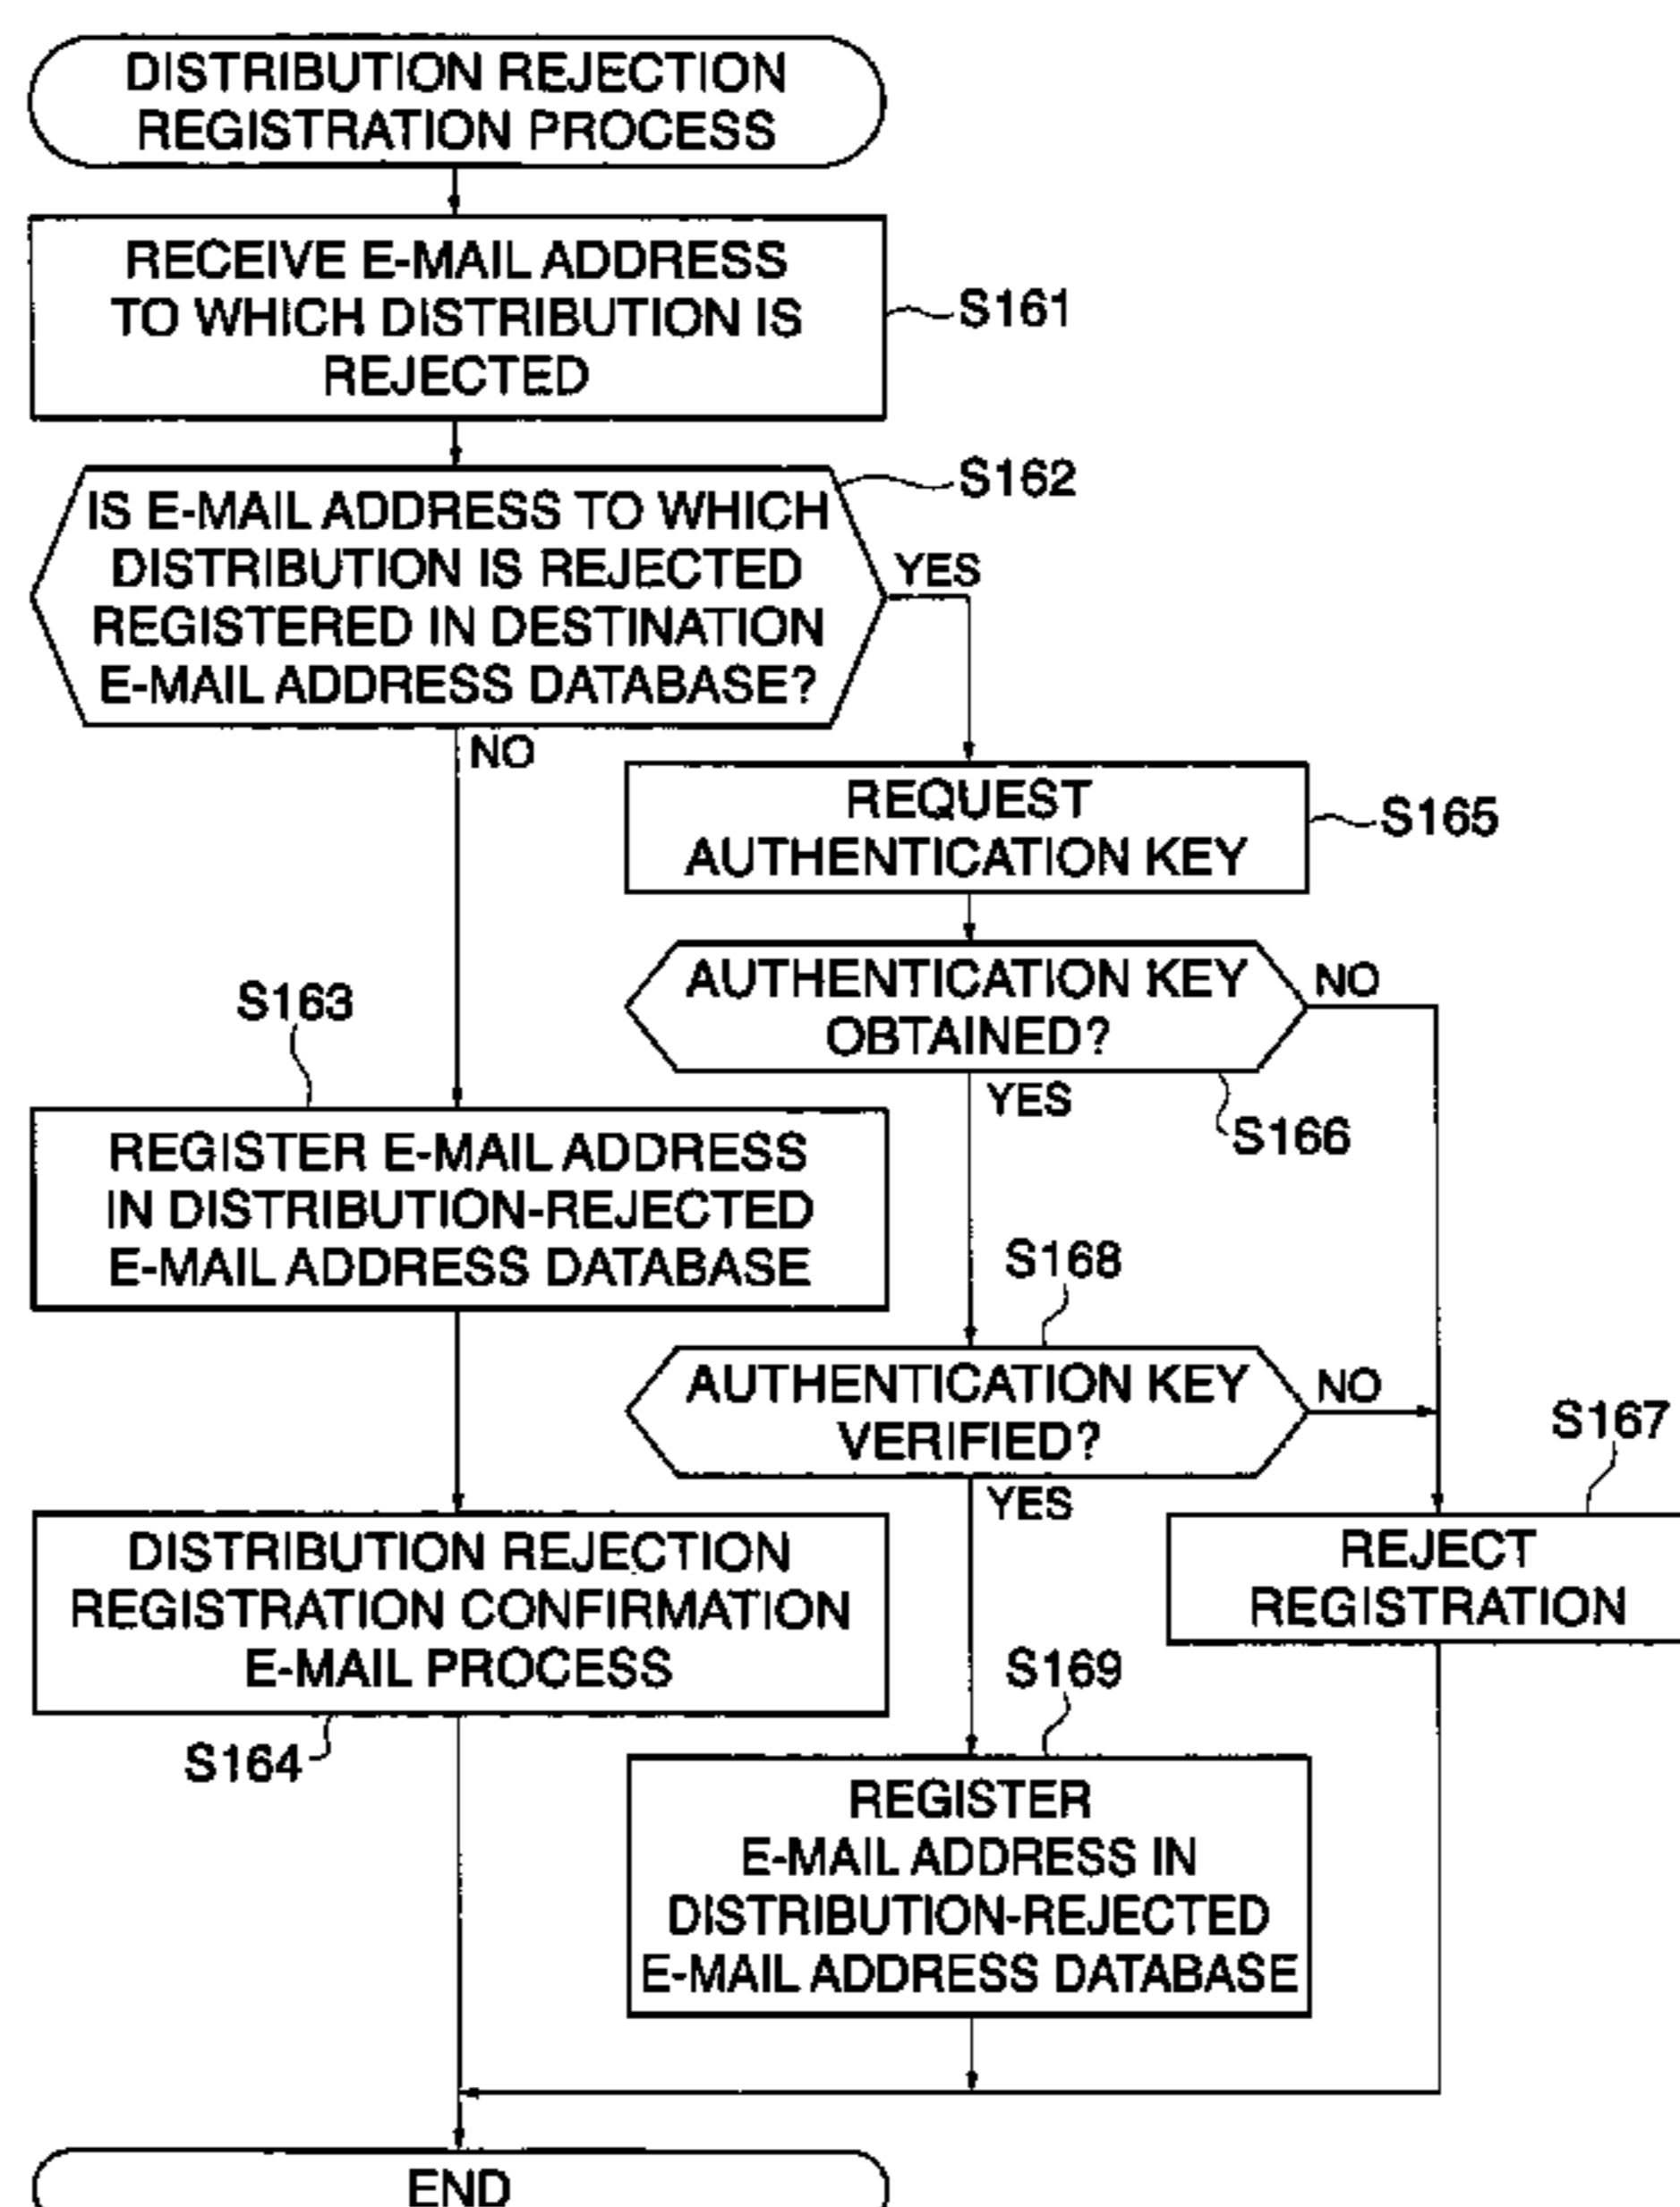 DISTRIBUTION REJECTION
REGISTRATION PROCESS
RECEIVE E-MAIL ADDRESS
TO WHICH DISTRIBUTION IS
REJECTED
S161
S162
IS E-MAIL ADDRESS TO WHICH
DISTRIBUTION IS REJECTED
REGISTERED IN DESTINATION
E-MAIL ADDRESS DATABASE?
YES
NO
REQUEST
AUTHENTICATION KEY
S165
AUTHENTICATION KEY
OBTAINED?
NO
YES
S166
S163
REGISTER E-MAIL ADDRESS
IN DISTRIBUTION-REJECTED
E-MAIL ADDRESS DATABASE
S168
AUTHENTICATION KEY
VERIFIED?
NO
YES
S167
REJECT
REGISTRATION
DISTRIBUTION REJECTION
REGISTRATION CONFIRMATION
E-MAIL PROCESS
S164
S169
REGISTER
E-MAIL ADDRESS IN
DISTRIBUTION-REJECTED
E-MAIL ADDRESS DATABASE
END